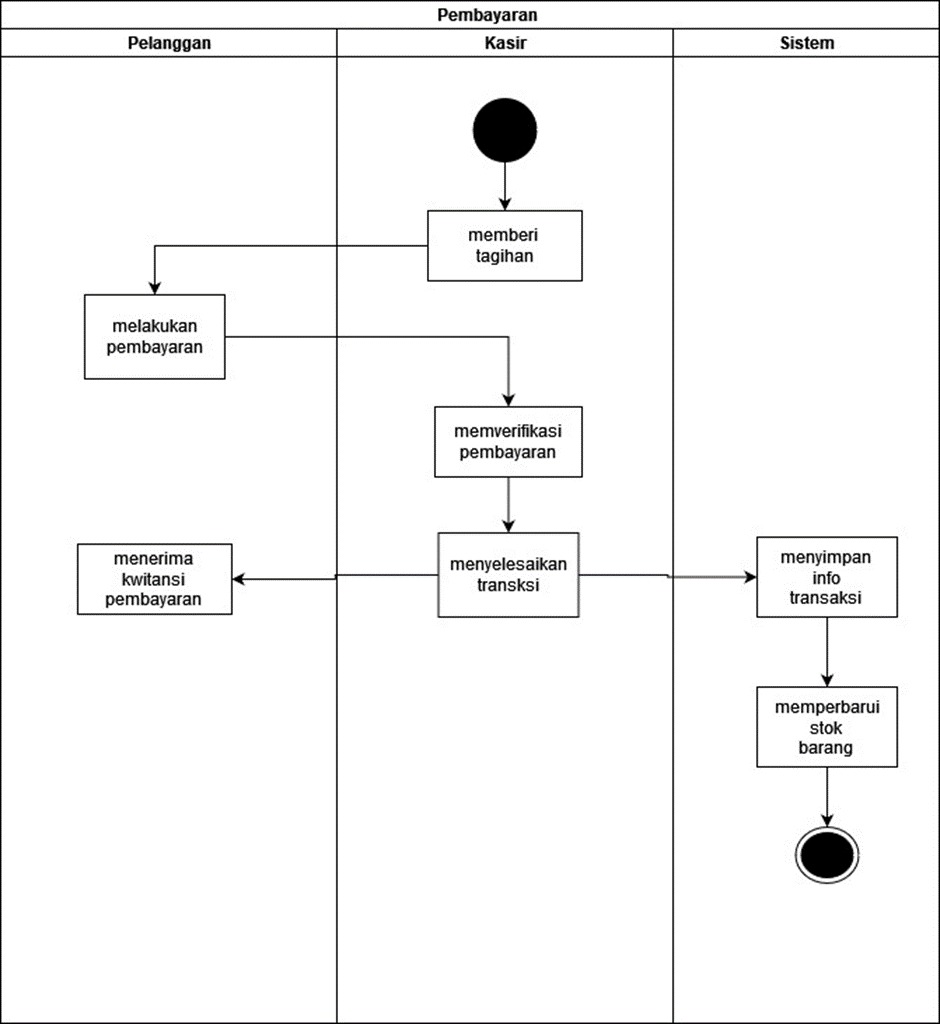 Pembayaran
Pelanggan
Kasir
Sistem
memberi
tagihan
melakukan
pembayaran
memverifikasi
pembayaran
menerima
kwitansi
pembayaran
menyelesaikan
transksi
menyimpan
info
transaksi
memperbarui
stok
barang